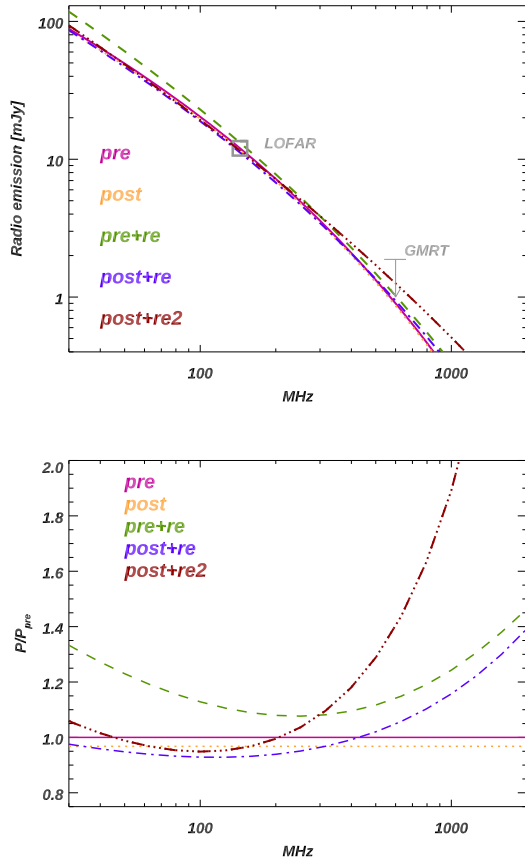 100
LOFAR
pre
10
post
Radio emission [mJy]
pre+re
GMRT
post+re
1
post+re2
100
1000
MHz
2.0
pre
post
1.8
pre+re
post+re
1.6
post+re2
1.4
P/Ppre
1.2
1.0
0.8
100
1000
MHz